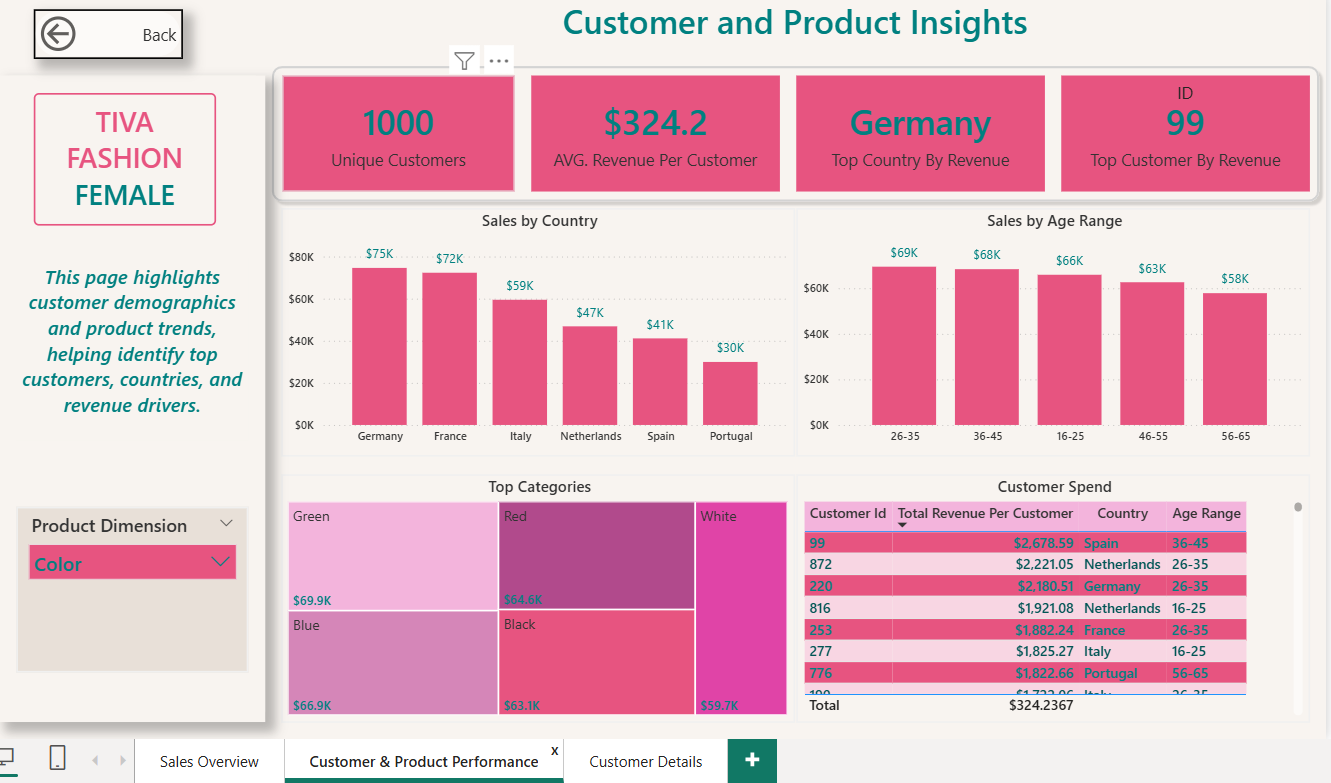 Back
Customer and Product Insights
TIVA
FASHION
FEMALE
This page highlights
customer demographics
and product trends,
helping identify top
customers, countries, and
revenue drivers.
Product Dimension
Color
1000
Unique Customers
$324.2
AVG. Revenue Per Customer
Germany
Top Country By Revenue
ID
99
Top Customer By Revenue
Sales by Country
$80K
$60K
$40K
$20K
$0K
$75K
$72K
$59K
$47K
$41K
$30K
Germany France Italy Netherlands Spain Portugal
Sales by Age Range
$60K
$40K
$20K
$0K
$69K
$68K
$66K
$63K
$58K
26-35 36-45 16-25 46-55 56-65
Top Categories
Green
$69.9K
Blue
$66.9K
Red
$64.6K
Black
$63.1K
White
$59.7K
Customer Spend
Customer Id Total Revenue Per Customer Country Age Range
99 $2,678.59 Spain 36-45
872 $2,221.05 Netherlands 26-35
220 $2,180.51 Germany 26-35
816 $1,921.08 Netherlands 16-25
253 $1,882.24 France 26-35
277 $1,825.27 Italy 16-25
776 $1,822.66 Portugal 56-65
Total $324.2367
Sales Overview
Customer & Product Performance x
Customer Details
+